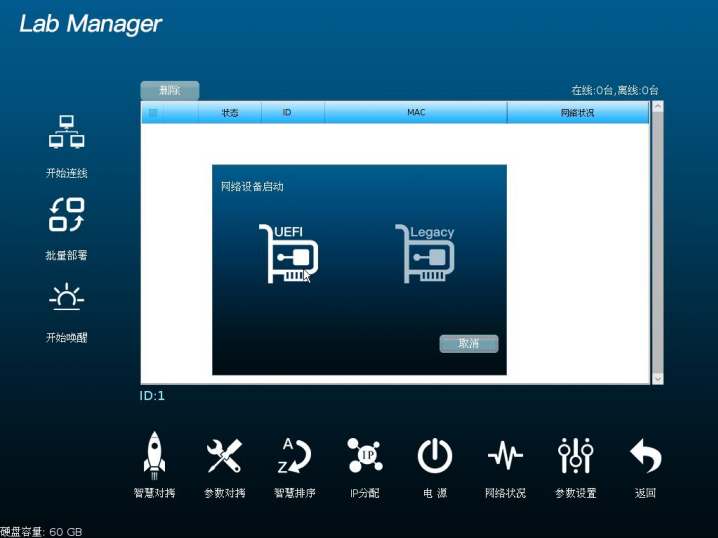 Lab Manager
删除
在线:0台,离线:0台
状态 ID MAC 网络状况
开始连线
批量部署
开始唤醒
网络设备启动
UEFI
Legacy
取消
ID:1
A
Z
IP
智慧对拷 参数对拷 智慧排序 IP分配 电 源 网络状况 参数设置 返回
硬盘容量: 60 GB